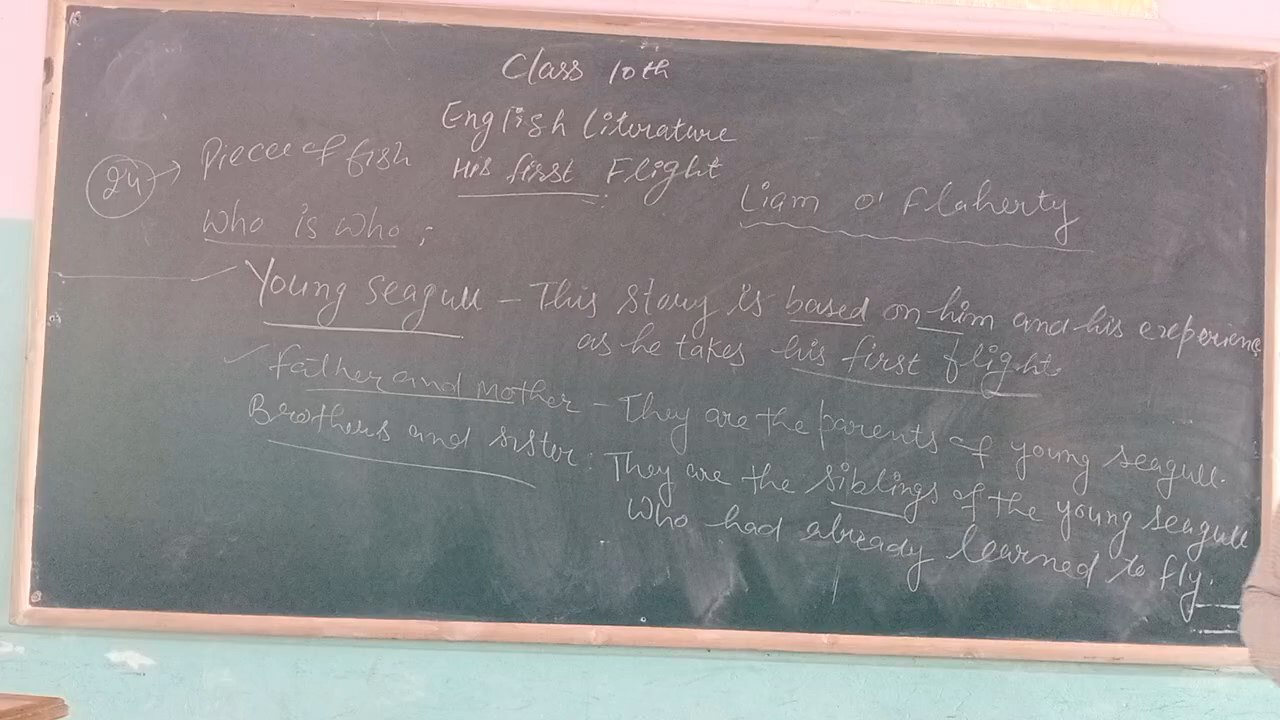 Class 10th
English Literature
24 → Piece of fish
His first Flight
Liam O' Flaherty
Who is Who ;
Young Seagull – This Story is based on him and his experienc
as he takes his first flight.
Father and Mother – They are the parents of young seagull.
Brothers and sister : They are the siblings of the young seagull
Who had already learned to fly.